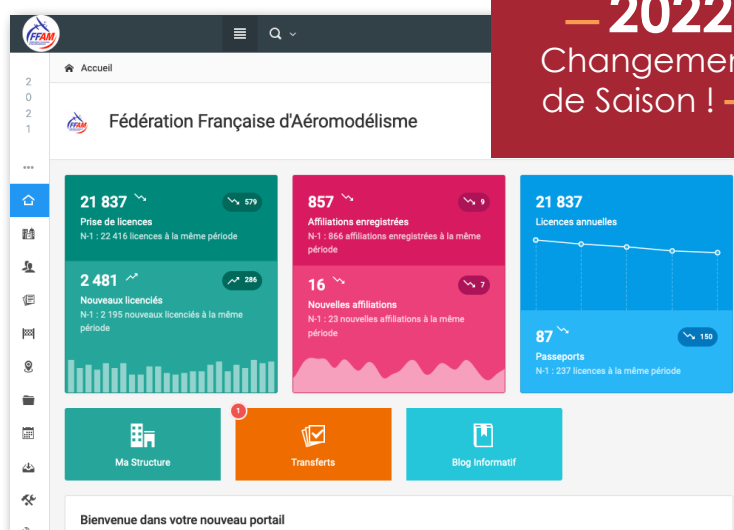 FFAM
2022
Changement
de Saison !
2
0
2
1
Accueil
FFAM
Fédération Française d'Aéromodélisme
21 837
579
Prise de licences
N-1 : 22 416 licences à la même période
2 481
286
Nouveaux licenciés
N-1 : 2 195 nouveaux licenciés à la même
période
857
9
Affiliations enregistrées
N-1 : 866 affiliations enregistrées à la même
période
16
7
Nouvelles affiliations
N-1 : 23 nouvelles affiliations à la même
période
21 837
Licences annuelles
87
150
Passeports
N-1 : 237 licences à la même période
Ma Structure
1
Transferts
Blog Informatif
Bienvenue dans votre nouveau portail